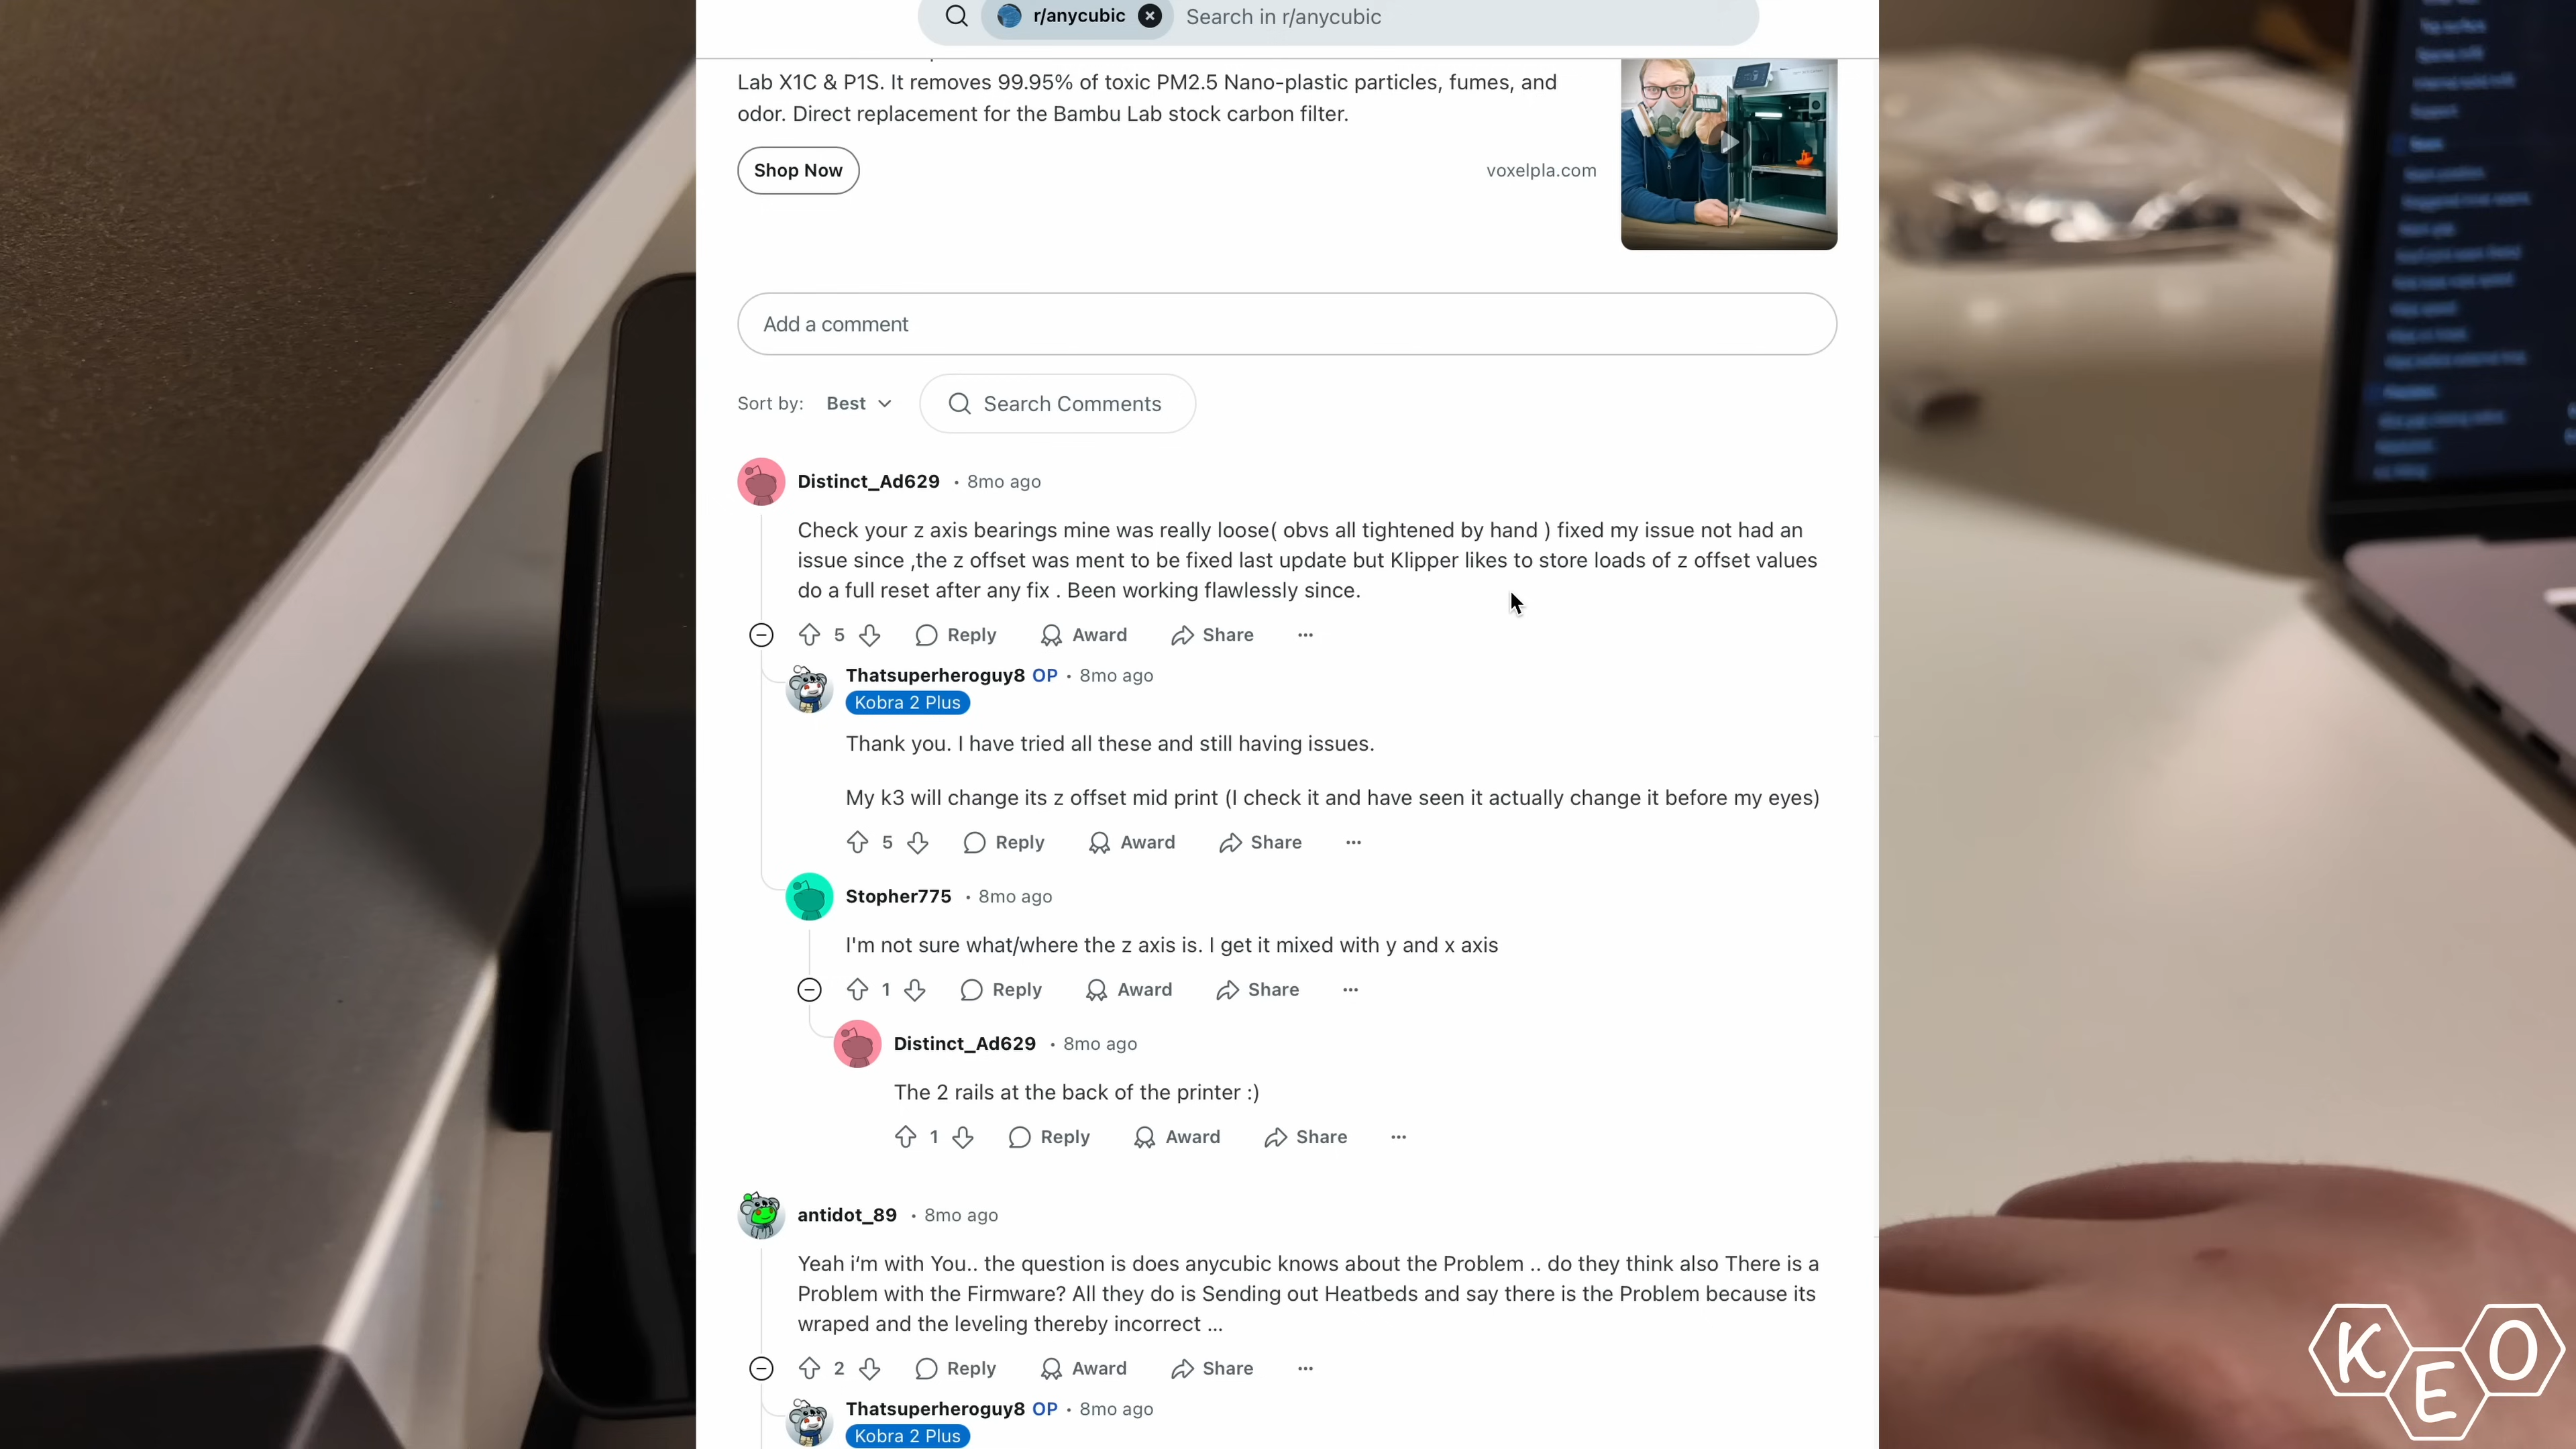 r/anycubic Search in r/anycubic
Lab X1C & P1S. It removes 99.95% of toxic PM2.5 Nano-plastic particles, fumes, and
odor. Direct replacement for the Bambu Lab stock carbon filter.
Shop Now
voxelpla.com
Add a comment
Sort by: Best
Search Comments
Distinct_Ad629 • 8mo ago
Check your z axis bearings mine was really loose( obvs all tightened by hand ) fixed my issue not had an
issue since ,the z offset was ment to be fixed last update but Klipper likes to store loads of z offset values
do a full reset after any fix . Been working flawlessly since.
5 Reply Award Share
Thatsuperheroguy8 OP • 8mo ago
Kobra 2 Plus
Thank you. I have tried all these and still having issues.
My k3 will change its z offset mid print (I check it and have seen it actually change it before my eyes)
5 Reply Award Share
Stopher775 • 8mo ago
I'm not sure what/where the z axis is. I get it mixed with y and x axis
1 Reply Award Share
Distinct_Ad629 • 8mo ago
The 2 rails at the back of the printer :)
1 Reply Award Share
antidot_89 • 8mo ago
Yeah i‘m with You.. the question is does anycubic knows about the Problem .. do they think also There is a
Problem with the Firmware? All they do is Sending out Heatbeds and say there is the Problem because its
wraped and the leveling thereby incorrect ...
2 Reply Award Share
Thatsuperheroguy8 OP • 8mo ago
Kobra 2 Plus
KEO